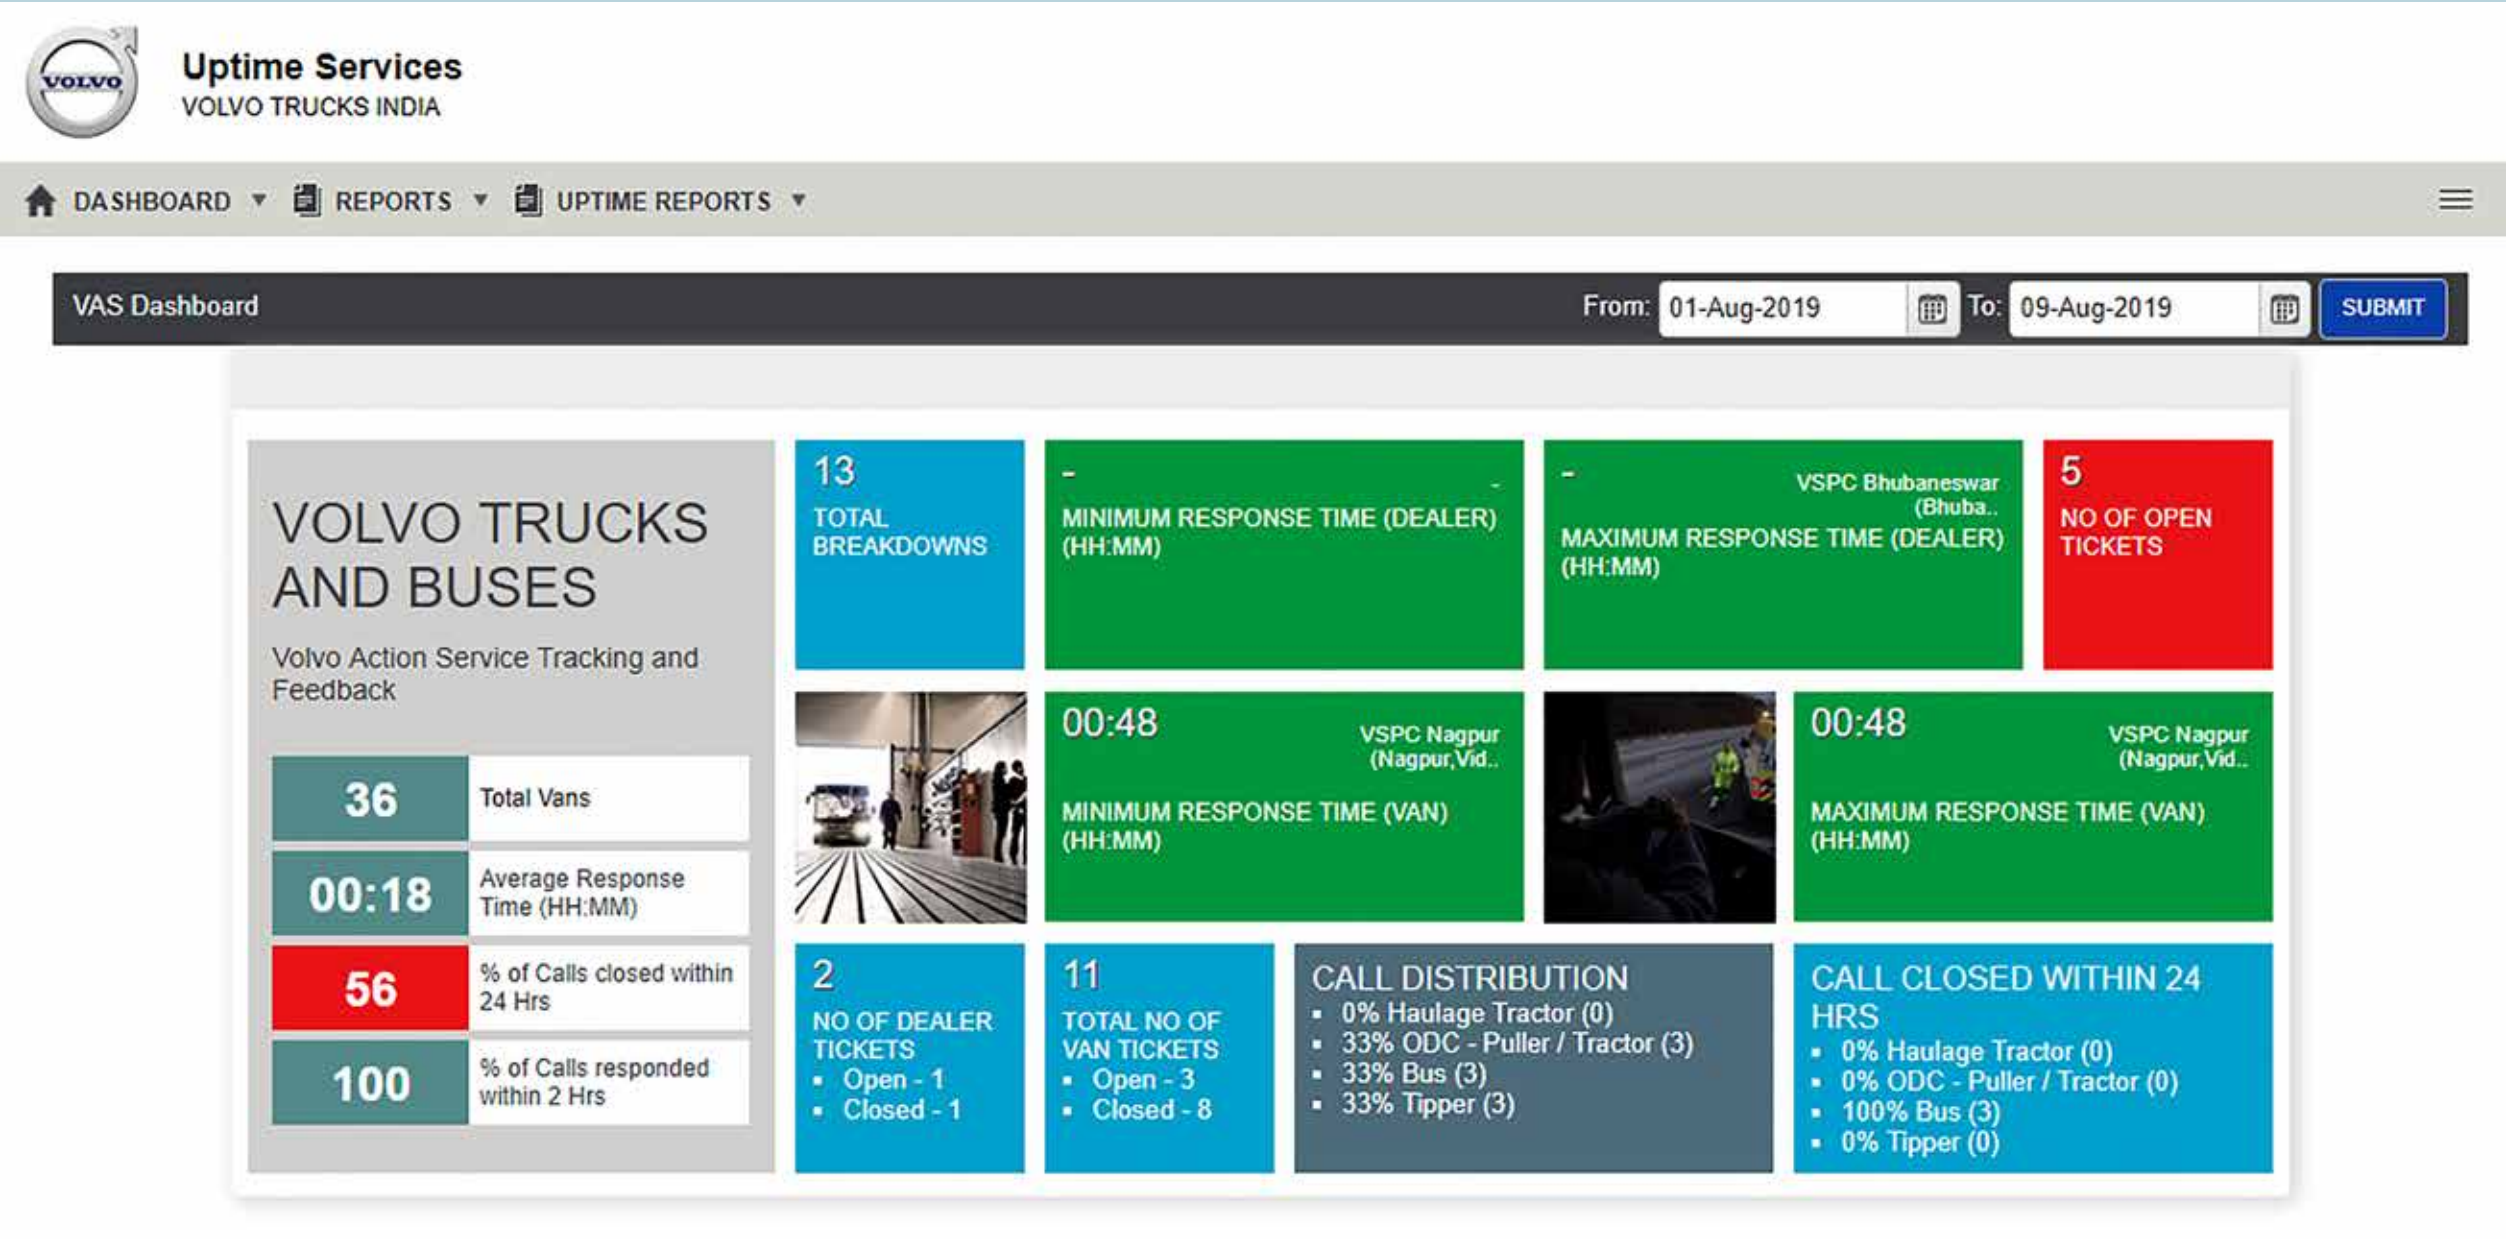 VOLVO
Uptime Services
VOLVO TRUCKS INDIA
DASHBOARD
REPORTS
UPTIME REPORTS
VAS Dashboard
From: 01-Aug-2019
To: 09-Aug-2019
SUBMIT
VOLVO TRUCKS
AND BUSES
Volvo Action Service Tracking and
Feedback
36
Total Vans
00:18
Average Response
Time (HH:MM)
56
% of Calls closed within
24 Hrs
100
% of Calls responded
within 2 Hrs
13
TOTAL
BREAKDOWNS
-
-
MINIMUM RESPONSE TIME (DEALER)
(HH:MM)
-
VSPC Bhubaneswar
(Bhuba..
MAXIMUM RESPONSE TIME (DEALER)
(HH:MM)
5
NO OF OPEN
TICKETS
00:48
VSPC Nagpur
(Nagpur,Vid..
MINIMUM RESPONSE TIME (VAN)
(HH:MM)
00:48
VSPC Nagpur
(Nagpur,Vid..
MAXIMUM RESPONSE TIME (VAN)
(HH:MM)
2
NO OF DEALER
TICKETS
▪ Open - 1
▪ Closed - 1
11
TOTAL NO OF
VAN TICKETS
▪ Open - 3
▪ Closed - 8
CALL DISTRIBUTION
▪ 0% Haulage Tractor (0)
▪ 33% ODC - Puller / Tractor (3)
▪ 33% Bus (3)
▪ 33% Tipper (3)
CALL CLOSED WITHIN 24
HRS
▪ 0% Haulage Tractor (0)
▪ 0% ODC - Puller / Tractor (0)
▪ 100% Bus (3)
▪ 0% Tipper (0)